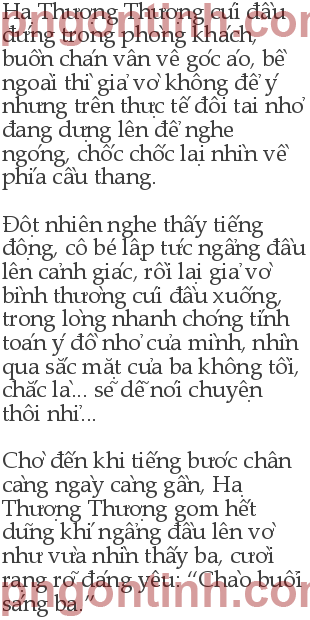 Hạ Thượng Thượng cúi đầu
đứng trong phòng khách,
buồn chán vân vê góc áo, bề
ngoài thì giả vờ không để ý
nhưng trên thực tế đôi tai nhỏ
đang dựng lên để nghe
ngóng, chốc chốc lại nhìn về
phía cầu thang.

Đột nhiên nghe thấy tiếng
động, cô bé lập tức ngẩng đầu
lên cảnh giác, rồi lại giả vờ
bình thường cúi đầu xuống,
trong lòng nhanh chóng tính
toán ý đồ nhỏ của mình, nhìn
qua sắc mặt của ba không tồi,
chắc là... sẽ dễ nói chuyện
thôi nhỉ...

Chờ đến khi tiếng bước chân
càng ngày càng gần, Hạ
Thượng Thượng gom hết
dũng khí ngẩng đầu lên vờ
như vừa nhìn thấy ba, cười
rạng rỡ đáng yêu: “Chào buổi
sáng ba.”
pngontinh.com
pngontinh.com